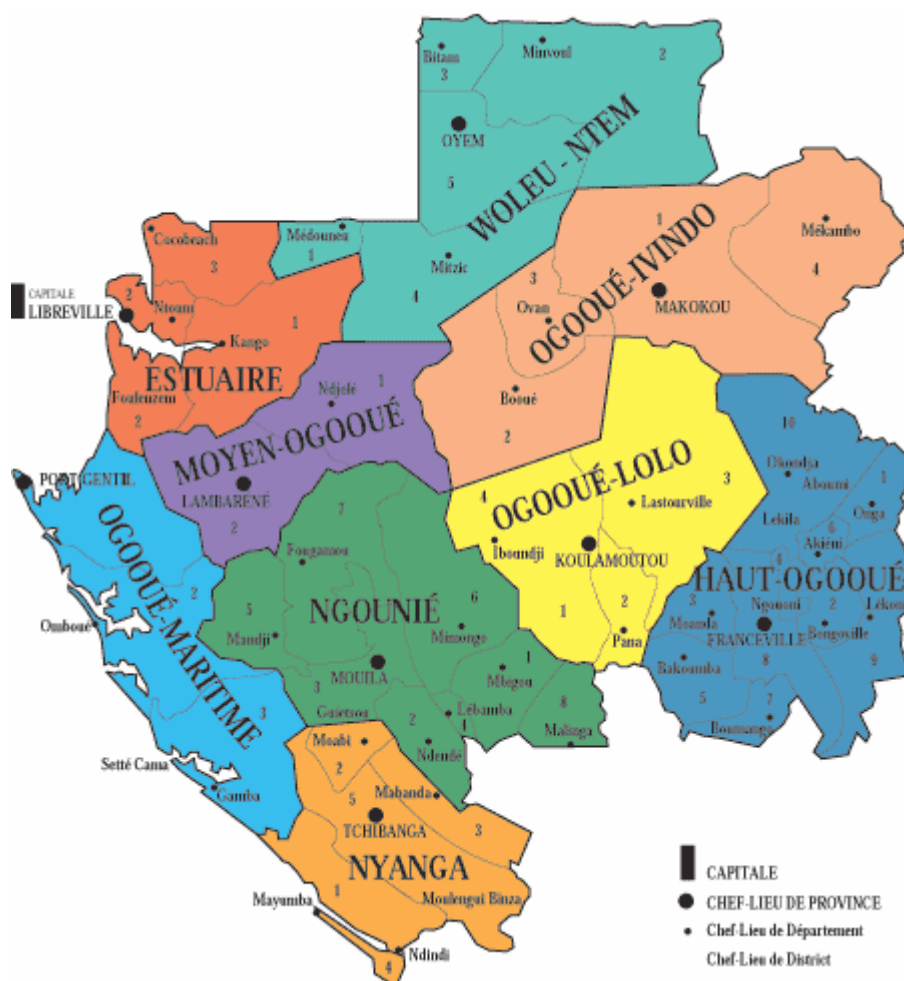 Bitam
Minvoul
2
3
OYEM
5
WOLEU - NTEM
Cocobeach
Médouneu
1
3
Mitzic
4
1
Mékambo
4
3
Ovan
MAKOKOU
OGOOUÉ-IVINDO
CAPITALE
LIBREVILLE
2
Ntoum
1
Kango
ESTUAIRE
Foulenzem
2
Ndjolé
1
MOYEN-OGOOUÉ
LAMBARENÉ
2
Booué
2
PORT-GENTIL
OGOOUÉ-MARITIME
2
Omboué
3
Setté Cama
Gamba
7
Fougamou
NGOUNIÉ
5
Mandji
6
Mimongo
MOUILA
3
Guietsou
1
Mbigou
Lébamba
4
2
Ndendé
8
Malinga
4
OGOOUÉ-LOLO
3
Lastourville
Iboundji
KOULAMOUTOU
1
2
Pana
10
Okondja
Aboumi
1
Onga
Lekila
6
Akiéni
HAUT-OGOOUÉ
4
3
Ngouoni
2
Lékoni
Moanda
FRANCEVILLE
Bongoville
Bakoumba
8
9
5
7
Boumango
Moabi
2
5
Mabanda
TCHIBANGA
3
NYANGA
1
Moulengui Binza
Mayumba
Ndindi
4
CAPITALE
CHEF-LIEU DE PROVINCE
Chef-Lieu de Département
Chef-Lieu de District